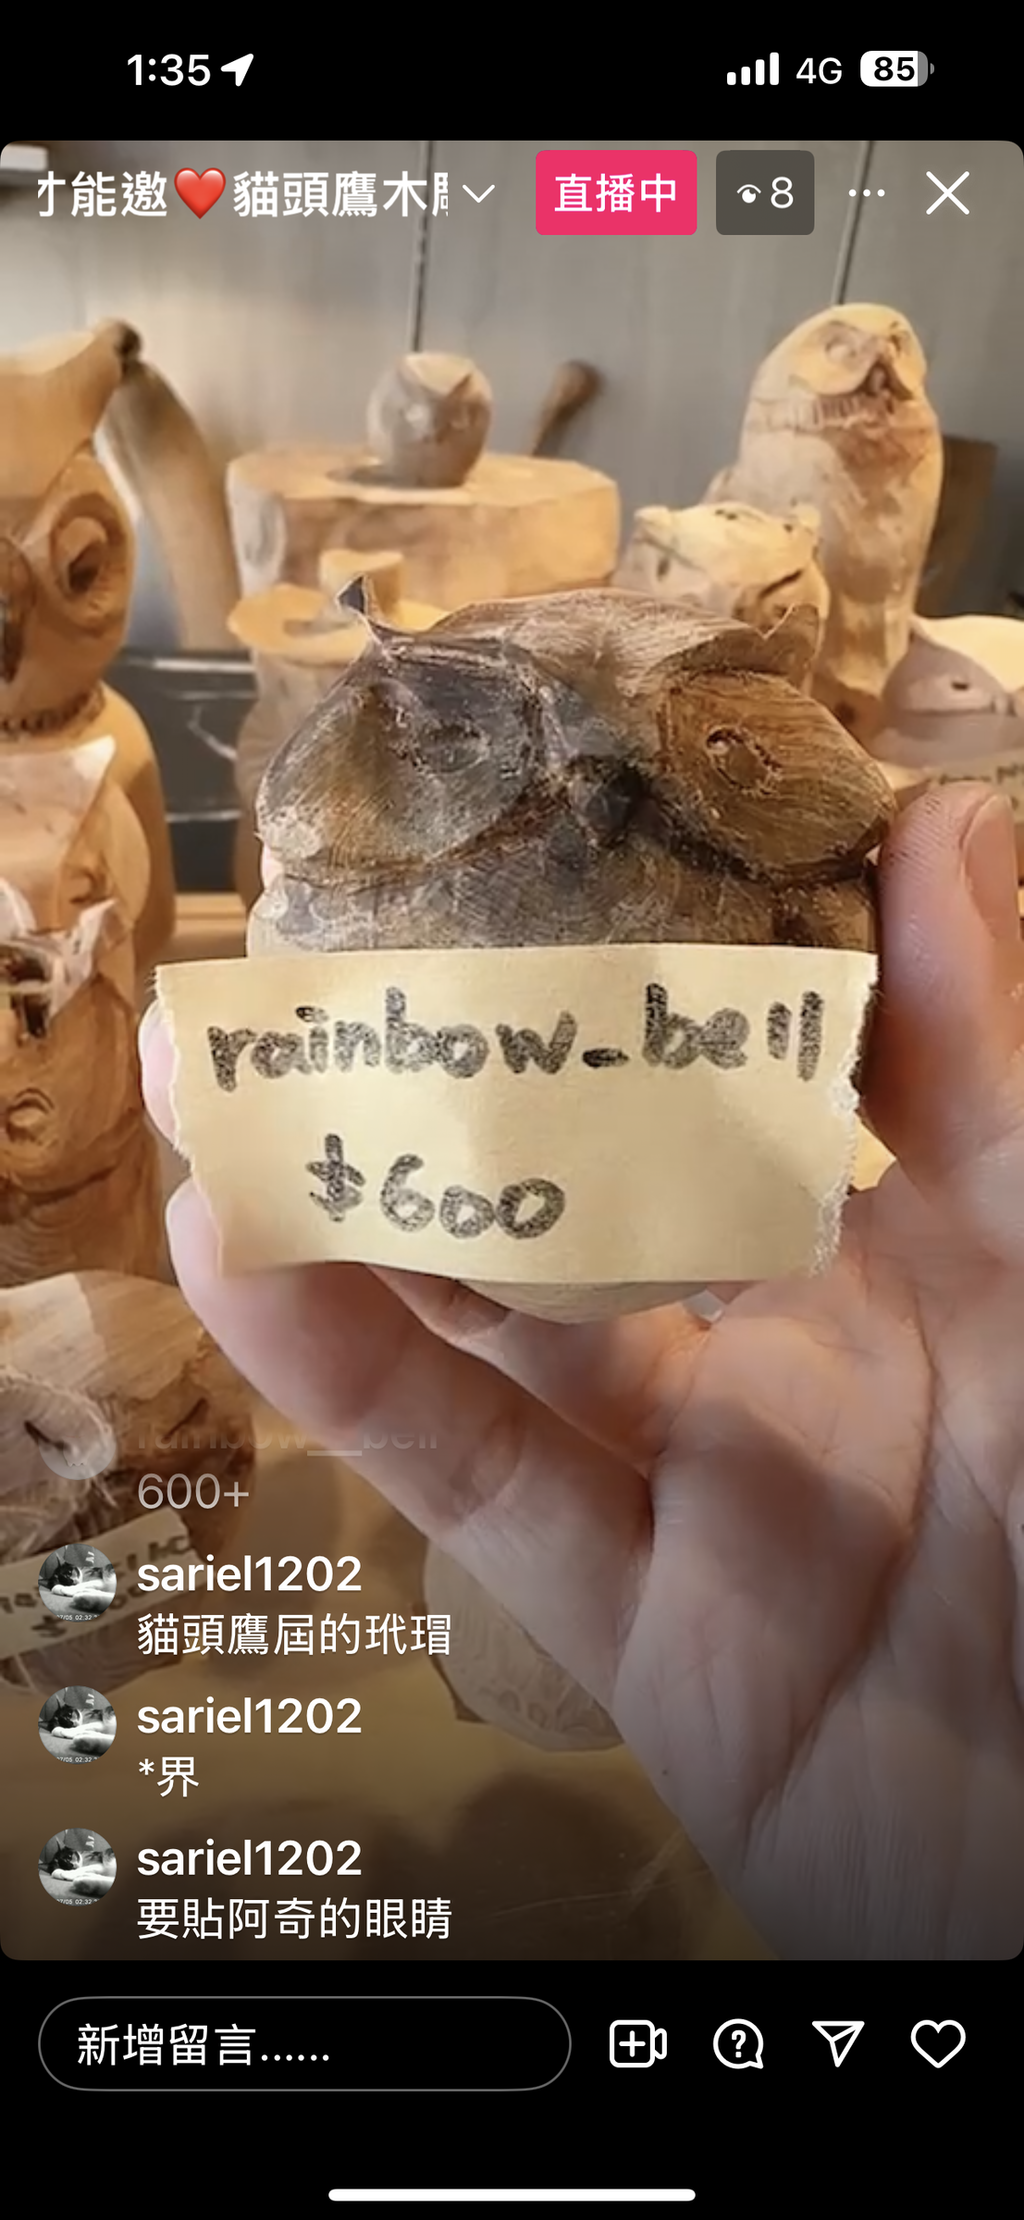 1:35
4G
85
才能邀❤️貓頭鷹木
直播中
8
rainbow_bell
$600
rainbow__bell
600+
sariel1202
貓頭鷹屆的玳瑁
sariel1202
*界
sariel1202
要貼阿奇的眼睛
新增留言......